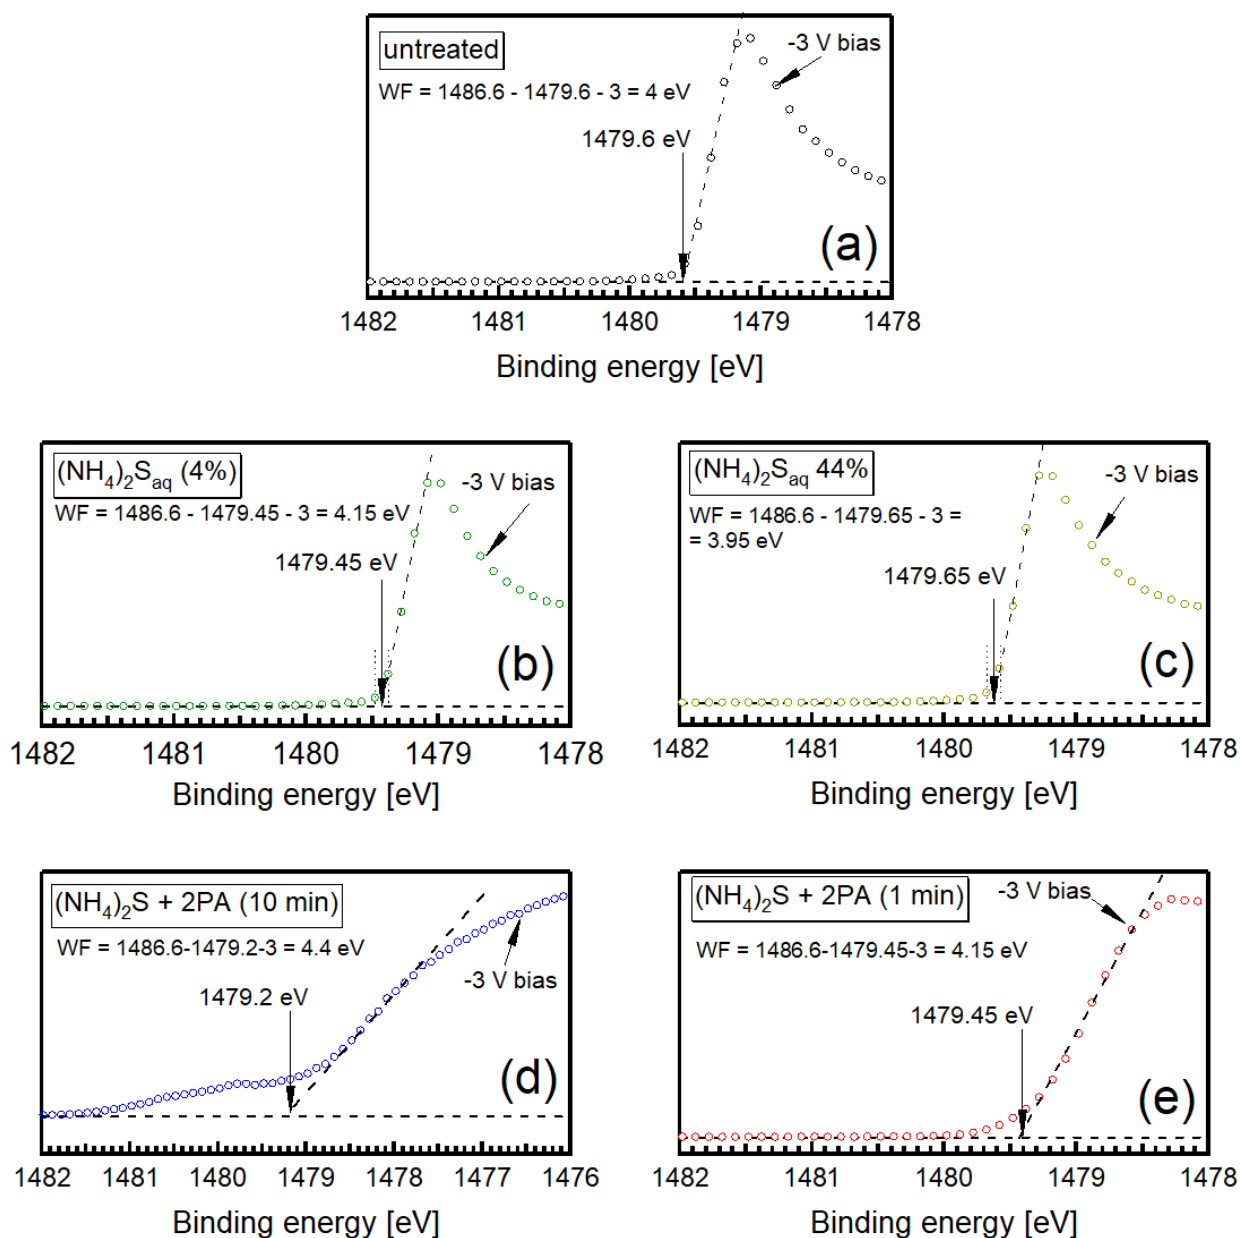 untreated
-3 V bias
WF = 1486.6 - 1479.6 - 3 = 4 eV
1479.6 eV
(a)
1482 1481 1480 1479 1478
Binding energy [eV]
(NH₄)₂Sₐq (4%)
-3 V bias
WF = 1486.6 - 1479.45 - 3 = 4.15 eV
1479.45 eV
(b)
1482 1481 1480 1479 1478
Binding energy [eV]
(NH₄)₂Sₐq 44%
-3 V bias
WF = 1486.6 - 1479.65 - 3 =
= 3.95 eV
1479.65 eV
(c)
1482 1481 1480 1479 1478
Binding energy [eV]
(NH₄)₂S + 2PA (10 min)
WF = 1486.6-1479.2-3 = 4.4 eV
-3 V bias
1479.2 eV
(d)
1482 1481 1480 1479 1478 1477 1476
Binding energy [eV]
(NH₄)₂S + 2PA (1 min)
-3 V bias
WF = 1486.6-1479.45-3 = 4.15 eV
1479.45 eV
(e)
1482 1481 1480 1479 1478
Binding energy [eV]